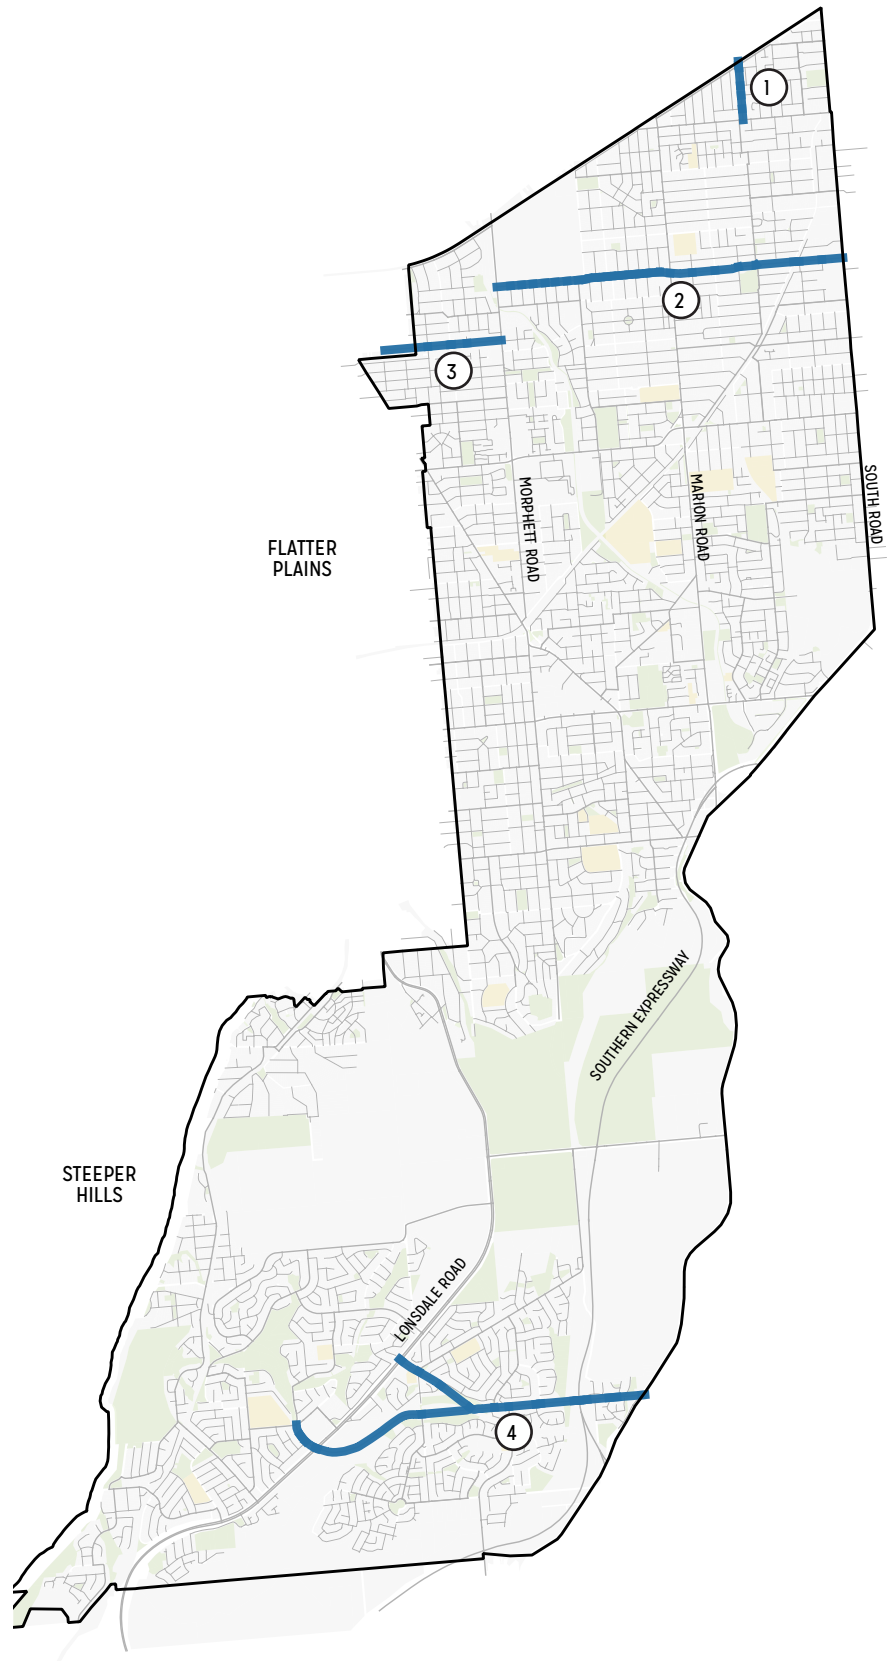 1
2
3
MORPHETT ROAD
MARION ROAD
SOUTH ROAD
FLATTER
PLAINS
SOUTHERN EXPRESSWAY
STEEPER
HILLS
LONSDALE ROAD
4